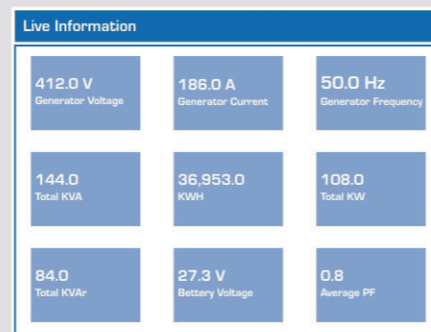 Live Information
412.0 V
Generator Voltage
186.0 A
Generator Current
50.0 Hz
Generator Frequency
144.0
Total KVA
36,953.0
KWH
108.0
Total KW
84.0
Total KVAr
27.3 V
Bettery Voltage
0.8
Average PF